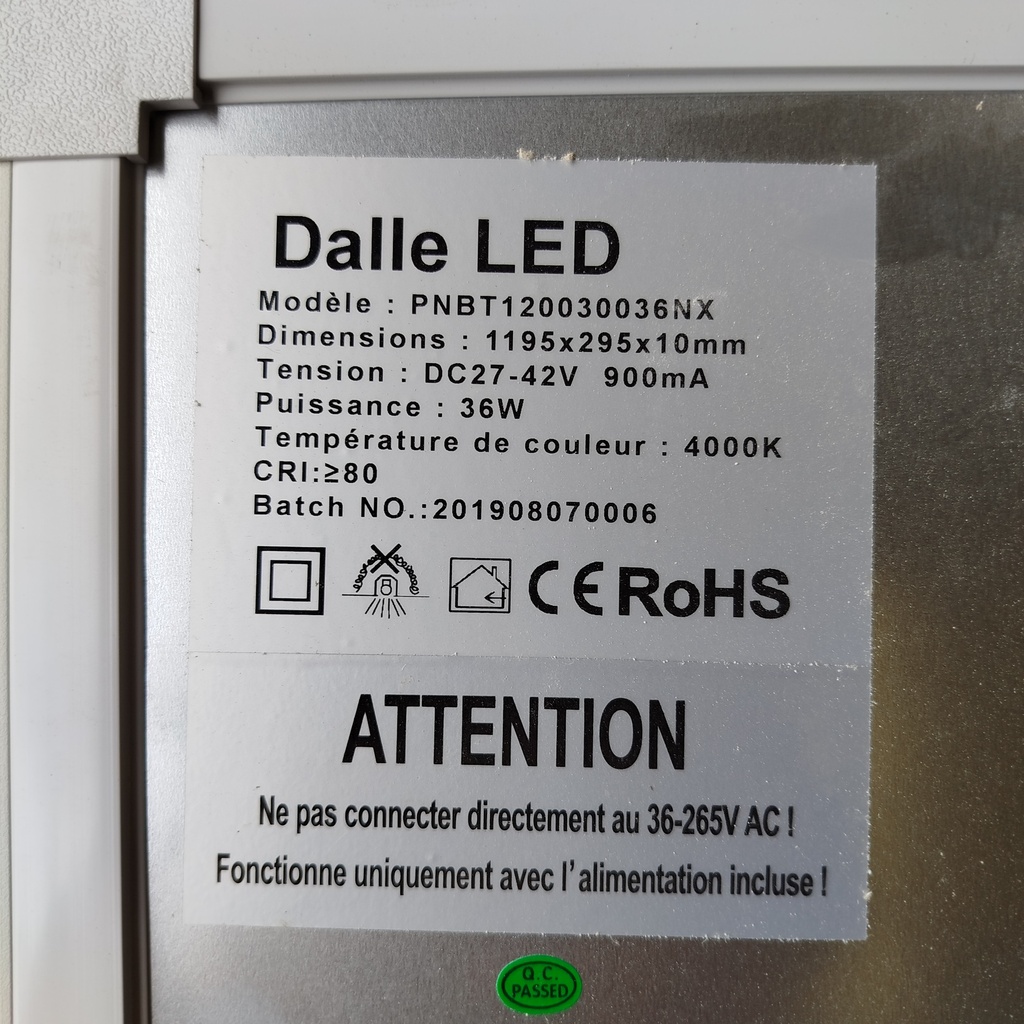 Dalle LED
Modèle : PNBT120030036NX
Dimensions : 1195x295x10mm
Tension : DC27-42V 900mA
Puissance : 36W
Température de couleur : 4000K
CRI:≥80
Batch NO.:201908070006
CE RoHS
ATTENTION
Ne pas connecter directement au 36-265V AC !
Fonctionne uniquement avec l'alimentation incluse !
Q.C.
PASSED